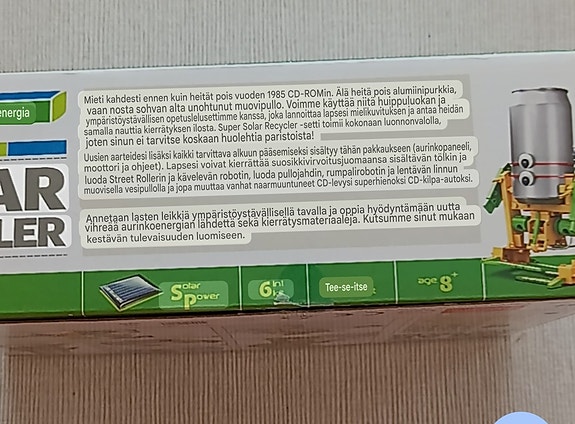 Mieti kahdesti ennen kuin heität pois vuoden 1985 CD-ROMin. Älä heitä pois alumiinipurkkia,
vaan nosta sohvan alta unohtunut muovipullo. Voimme käyttää niitä huippuluokan ja
ympäristöystävällisen opetuslelusettimme kanssa, joka lannoittaa lapsesi mielikuvituksen ja antaa heidän
samalla nauttia kierrätyksen ilosta. Super Solar Recycler -setti toimii kokonaan luonnonvalolla,
joten sinun ei tarvitse koskaan huolehtia paristoista!
energia
Uusien aarteidesi lisäksi kaikki tarvittava alkuun pääsemiseksi sisältyy tähän pakkaukseen (aurinkopaneeli,
moottori ja ohjeet). Lapsesi voivat kierrättää suosikkivirvoitusjuomaansa sisältävän tölkin ja
luoda Street Rollerin ja kävelevän robotin, luoda pullojahdin, rumpalirobotin ja lentävän linnun
muovisella vesipullolla ja jopa muuttaa vanhat naarmuuntuneet CD-levysi superhienoksi CD-kilpa-autoksi.
AR
LER
Annetaan lasten leikkiä ympäristöystävällisellä tavalla ja oppia hyödyntämään uutta
vihreää aurinkoenergian lähdettä sekä kierrätysmateriaaleja. Kutsumme sinut mukaan
kestävän tulevaisuuden luomiseen.
Solar
Power
6 in 1
Tee-se-itse
age 8+